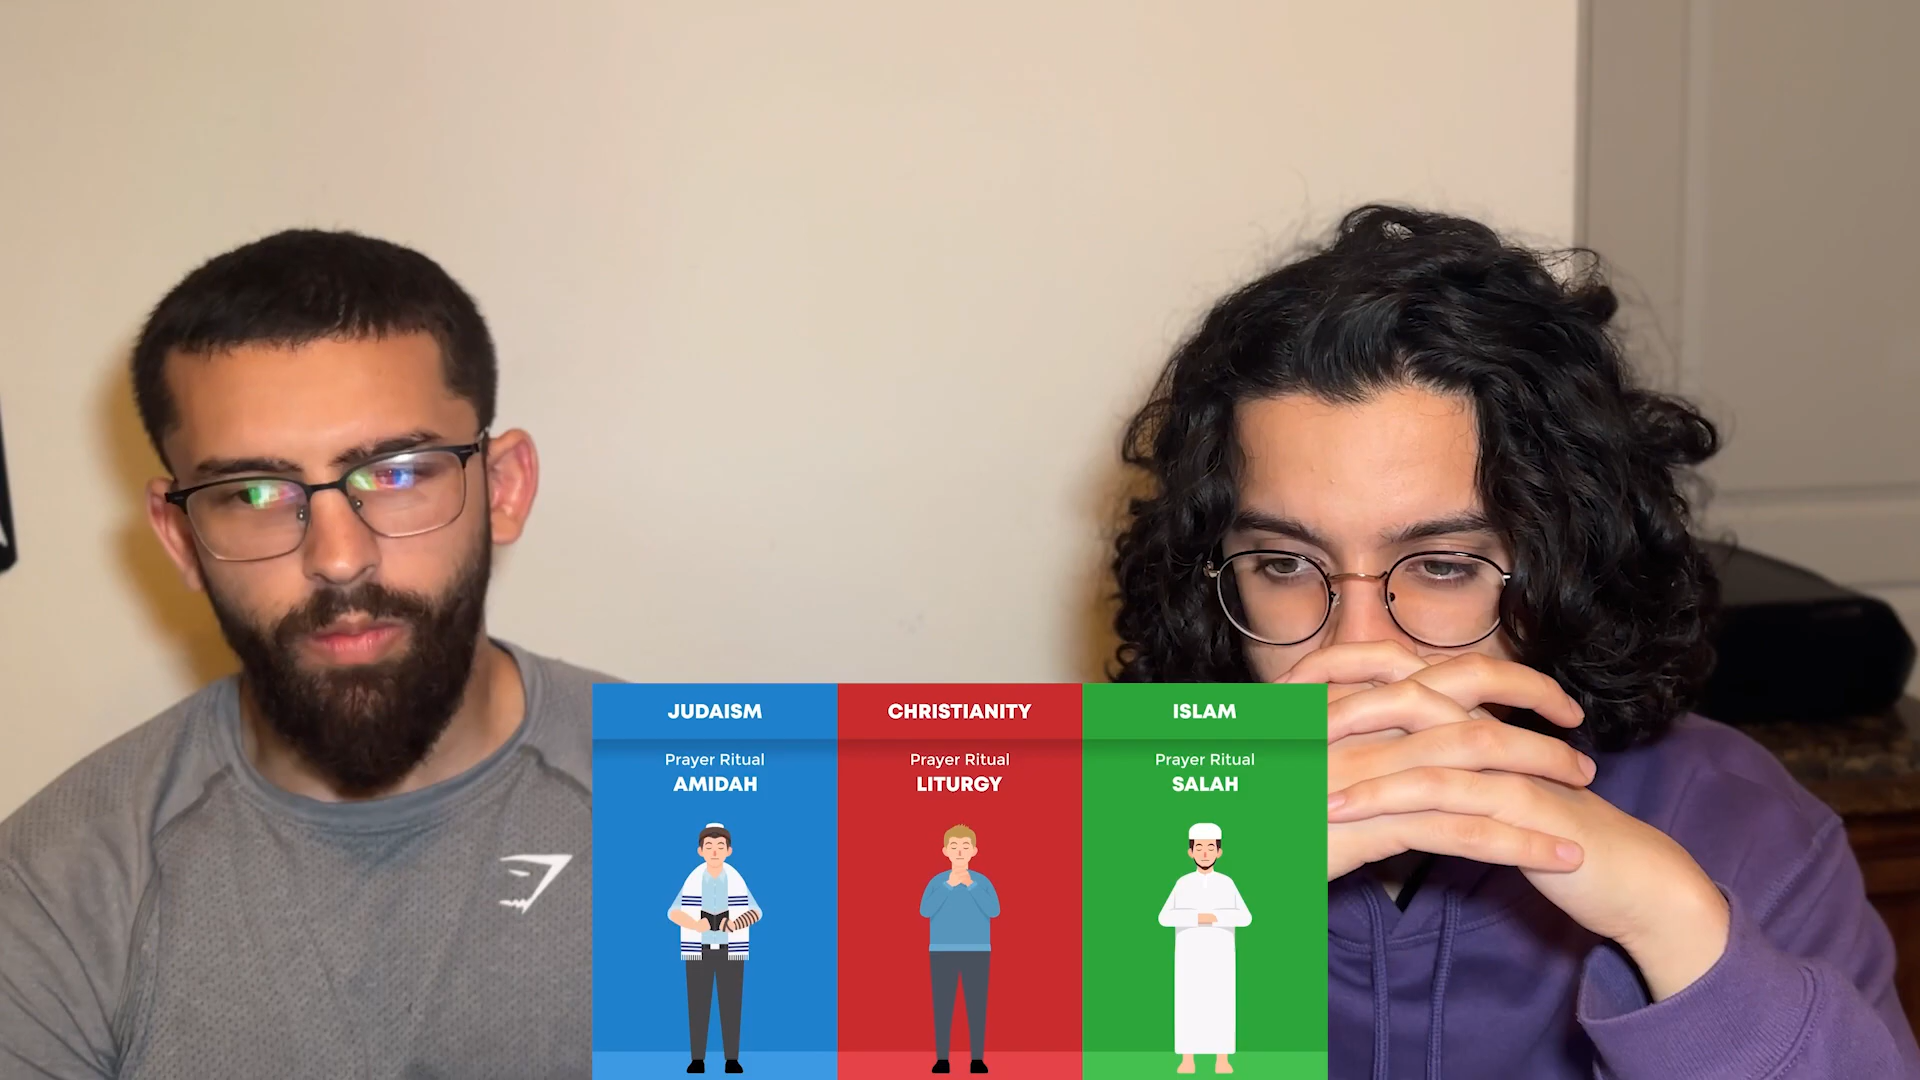 JUDAISM
Prayer Ritual
AMIDAH
CHRISTIANITY
Prayer Ritual
LITURGY
ISLAM
Prayer Ritual
SALAH